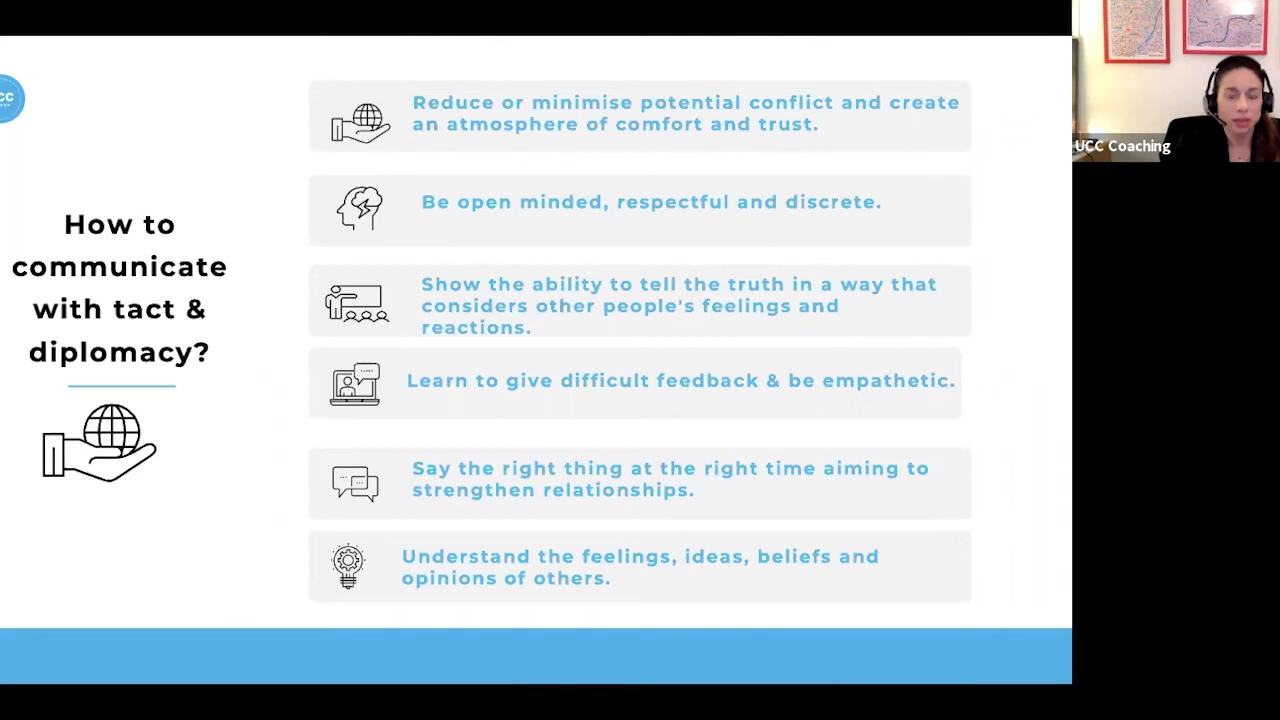 CC
How to
communicate
with tact &
diplomacy?
Reduce or minimise potential conflict and create
an atmosphere of comfort and trust.
Be open minded, respectful and discrete.
Show the ability to tell the truth in a way that
considers other people's feelings and
reactions.
Learn to give difficult feedback & be empathetic.
Say the right thing at the right time aiming to
strengthen relationships.
Understand the feelings, ideas, beliefs and
opinions of others.
UCC Coaching